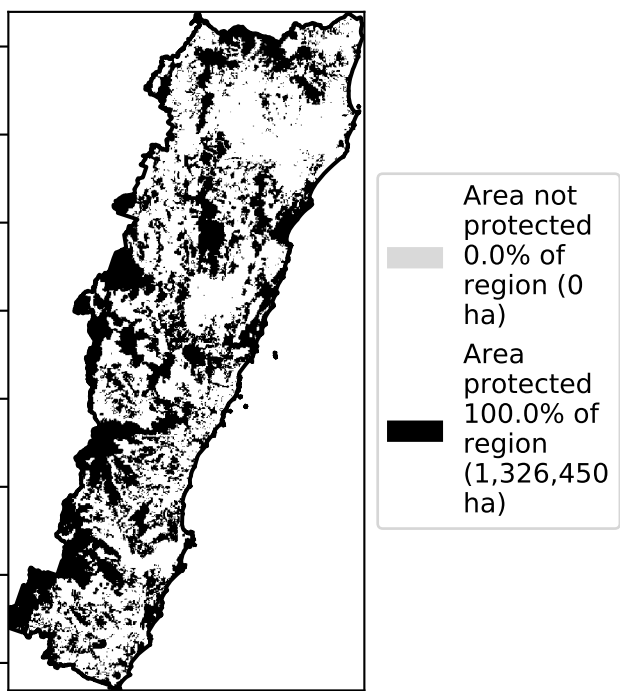 Area not
protected
0.0% of
region (0
ha)
Area
protected
100.0% of
region
(1,326,450
ha)